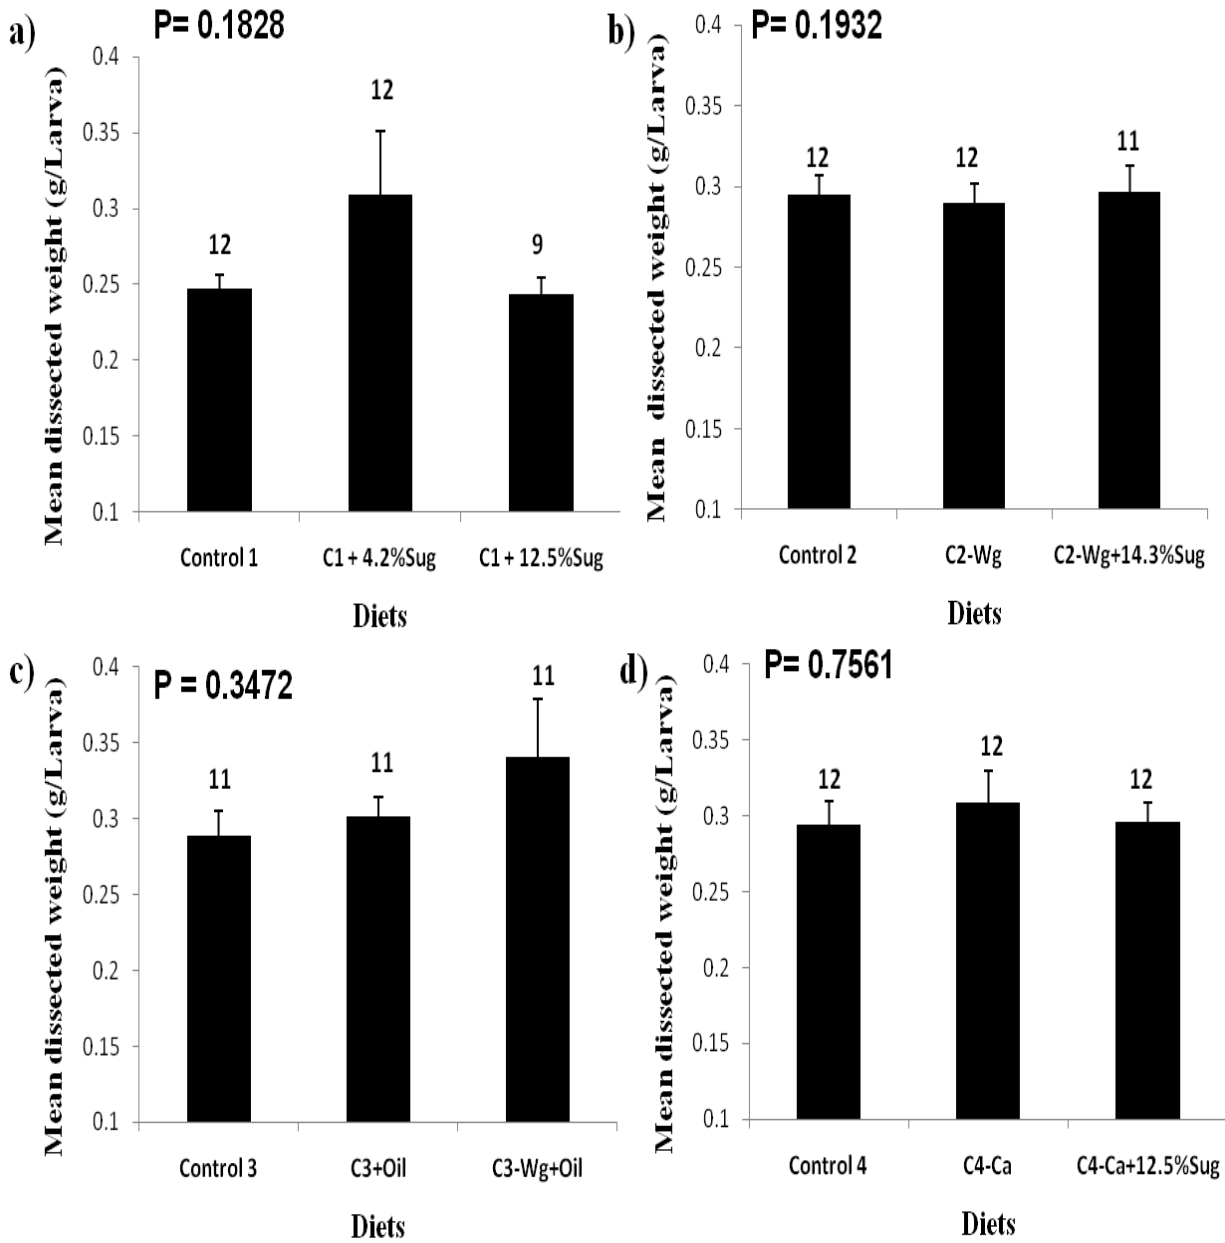 a)
P= 0.1828
Mean dissected weight (g/Larva)
0.4
0.35
0.3
0.25
0.2
0.15
0.1
12
12
9
Control 1
C1 + 4.2%Sug
C1 + 12.5%Sug
Diets
b)
P= 0.1932
Mean dissected weight (g/Larva)
0.4
0.35
0.3
0.25
0.2
0.15
0.1
12
12
11
Control 2
C2-Wg
C2-Wg+14.3%Sug
Diets
c)
P = 0.3472
Mean dissected weight (g/Larva)
0.4
0.35
0.3
0.25
0.2
0.15
0.1
11
11
11
Control 3
C3+Oil
C3-Wg+Oil
Diets
d)
P= 0.7561
Mean dissected weight (g/Larva)
0.4
0.35
0.3
0.25
0.2
0.15
0.1
12
12
12
Control 4
C4-Ca
C4-Ca+12.5%Sug
Diets